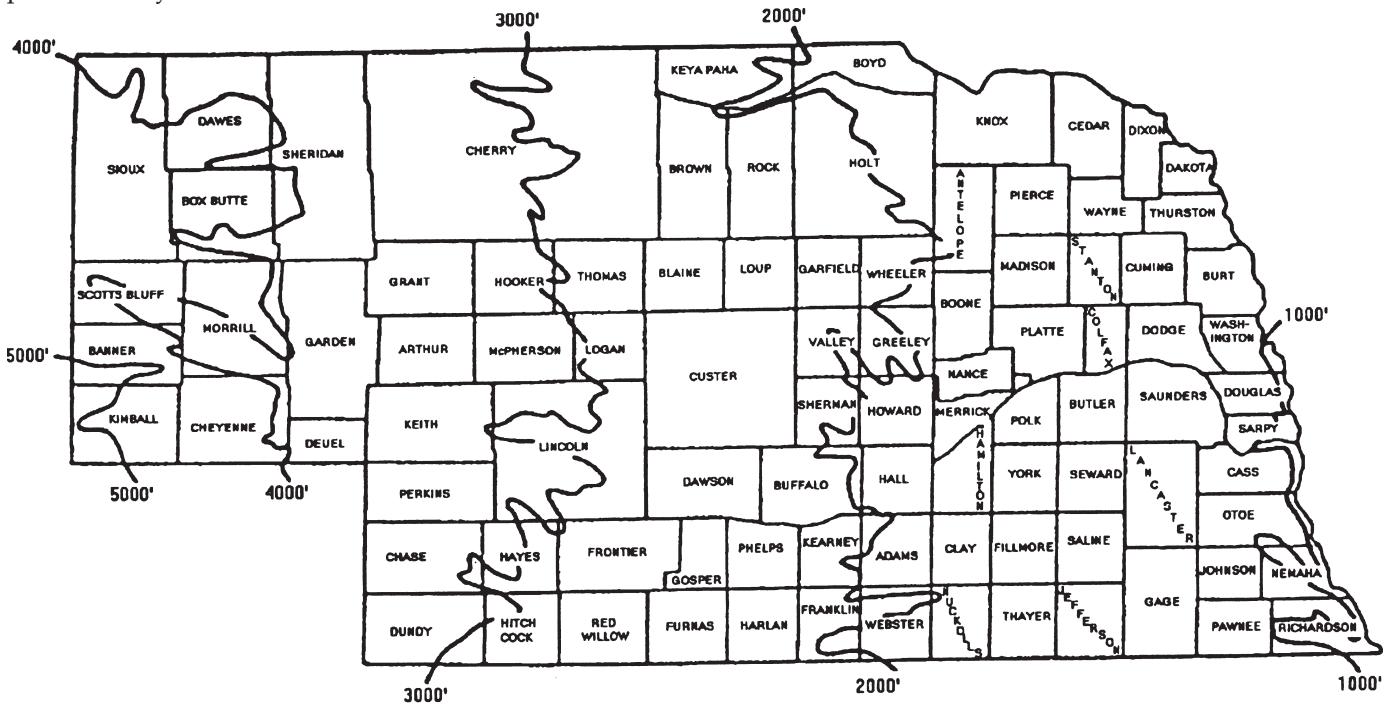 3000'
2000'
4000'
KEYA PAHA
BOYD
DAWES
KNOX
CEDAR
DIXON
SIOUX
SHERIDAN
CHERRY
BROWN
ROCK
HOLT
DAKOTA
BOX BUTTE
ANTELOPE
PIERCE
WAYNE
THURSTON
GRANT
HOOKER
THOMAS
BLAINE
LOUP
GARFIELD
WHEELER
MADISON
STANTON
CUMING
BURT
SCOTTS BLUFF
MORRILL
GARDEN
BOONE
PLATTE
COLFAX
DODGE
WASH-
INGTON
1000'
5000'
BANNER
ARTHUR
McPHERSON
LOGAN
CUSTER
VALLEY
GREELEY
NANCE
KIMBALL
CHEYENNE
DEUEL
KEITH
LINCOLN
SHERMAN
HOWARD
MERRICK
POLK
BUTLER
SAUNDERS
DOUGLAS
SARPY
5000'
4000'
PERKINS
DAWSON
BUFFALO
HALL
HAMILTON
YORK
SEWARD
LANCASTER
CASS
OTOE
CHASE
HAYES
FRONTIER
GOSPER
PHELPS
KEARNEY
ADAMS
CLAY
FILLMORE
SALINE
JOHNSON
NEMAHA
DUNDY
HITCH
COCK
RED
WILLOW
FURNAS
HARLAN
FRANKLIN
WEBSTER
NUCKOLLS
THAYER
JEFFERSON
GAGE
PAWNEE
RICHARDSON
3000'
2000'
1000'